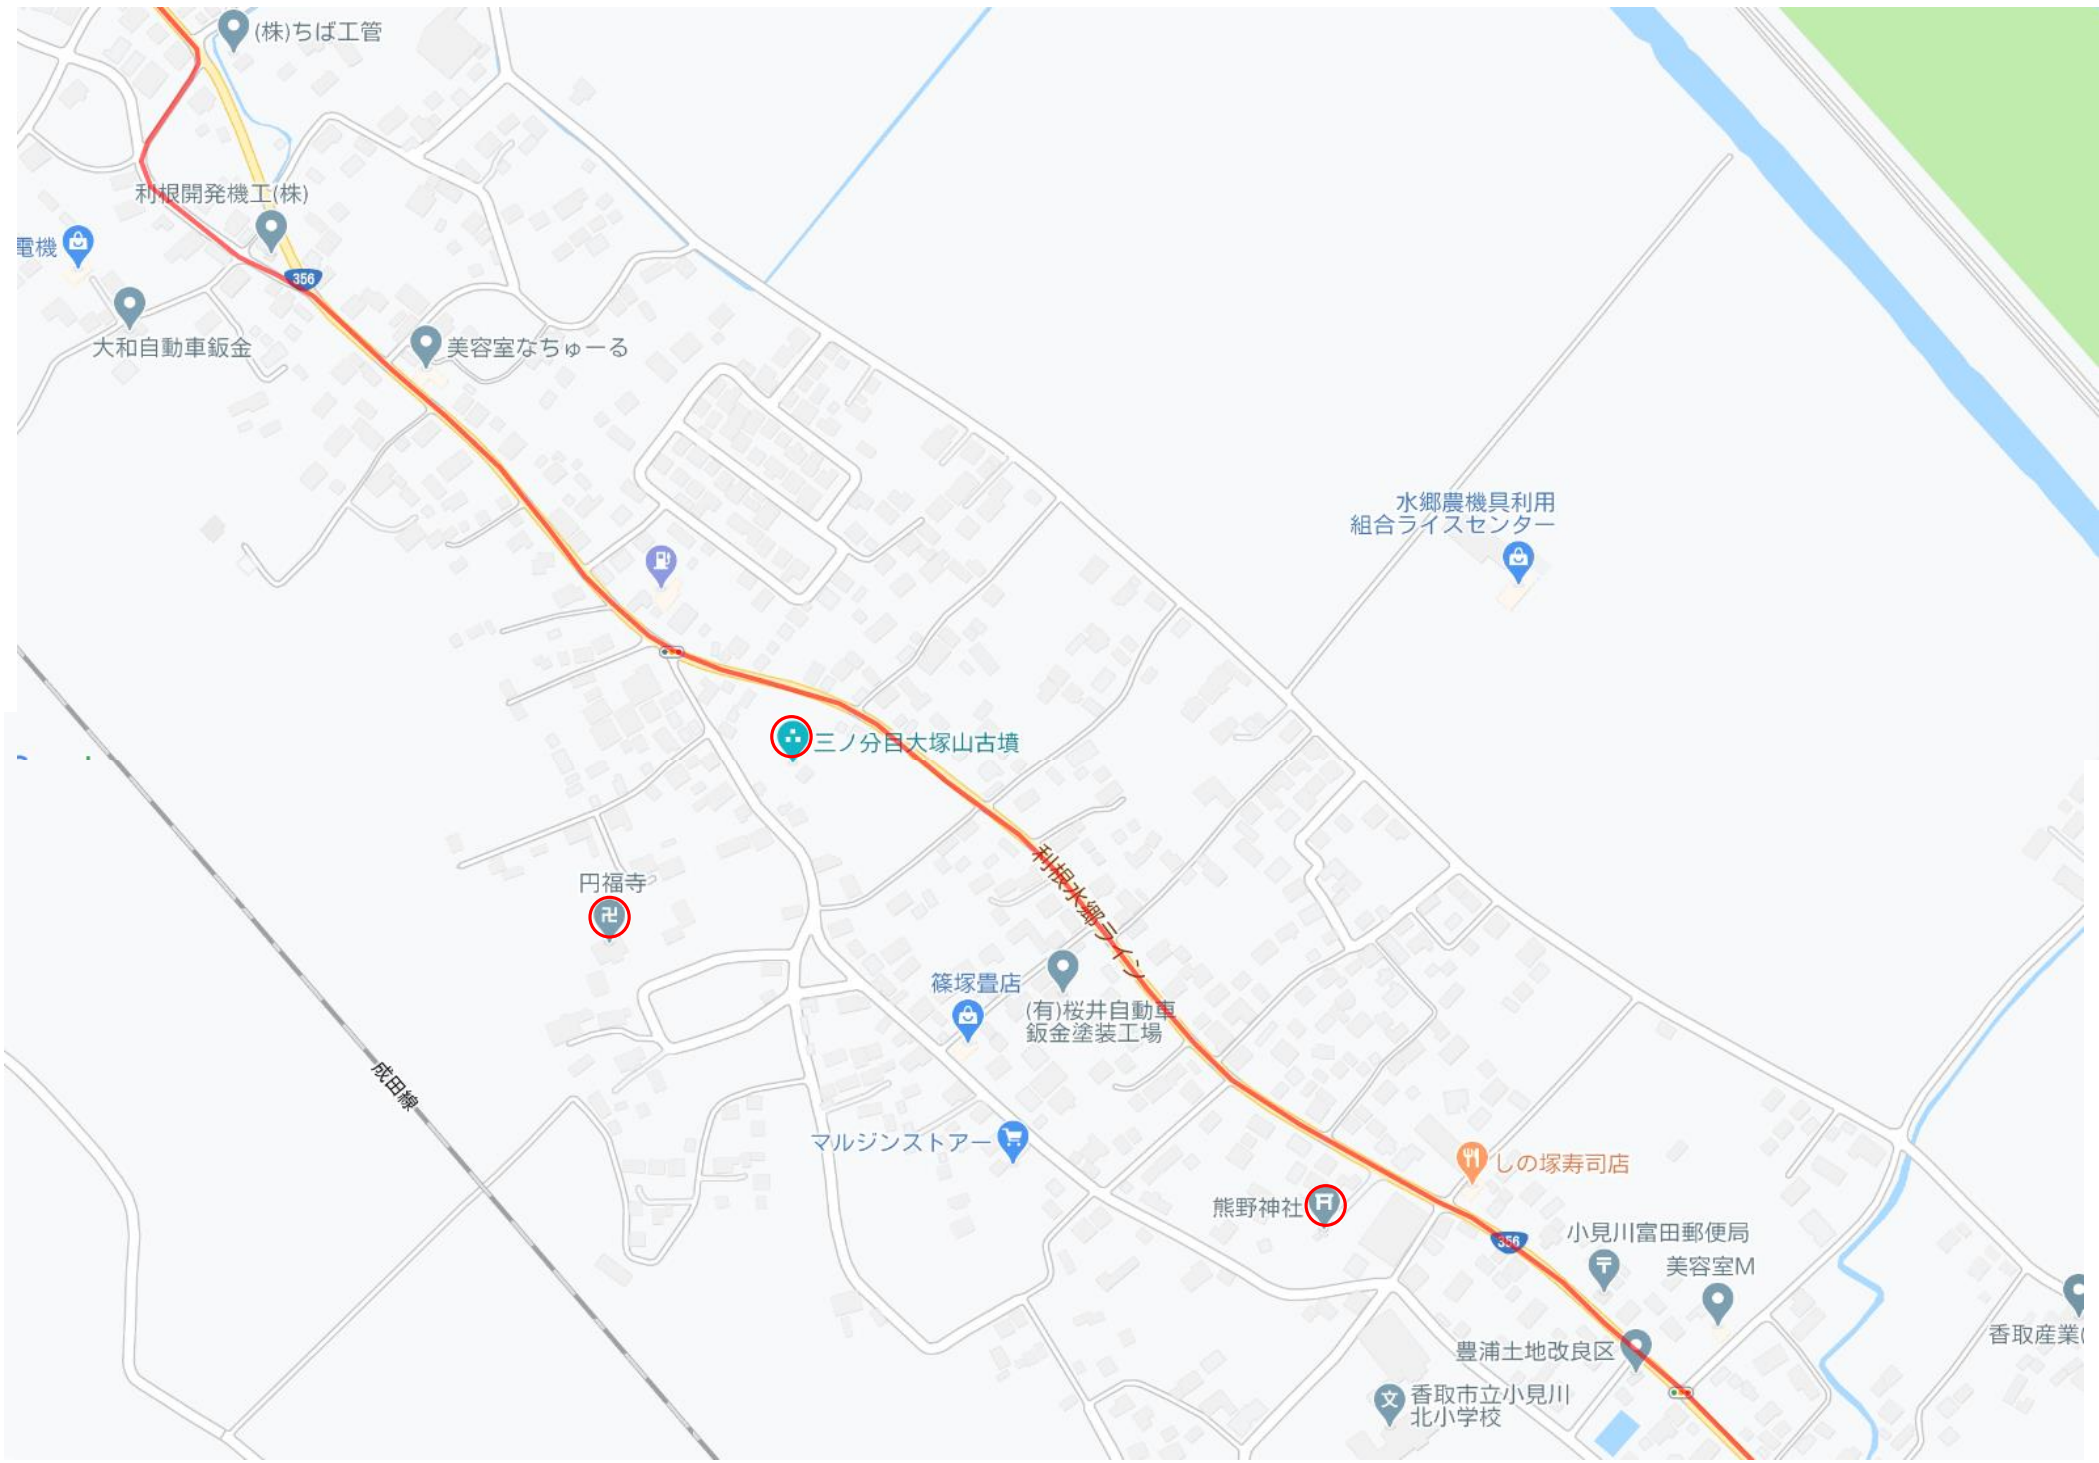 (株)ちば工管
利根開発機工(株)
電機
356
大和自動車鈑金
美容室なちゅーる
水郷農機具利用
組合ライスセンター
三ノ分目大塚山古墳
利根水郷ライン
円福寺
卍
篠塚畳店
(有)桜井自動車
鈑金塗装工場
成田線
マルジンストアー
しの塚寿司店
熊野神社
356
小見川富田郵便局
〒
美容室M
香取産業(
豊浦土地改良区
文
香取市立小見川
北小学校